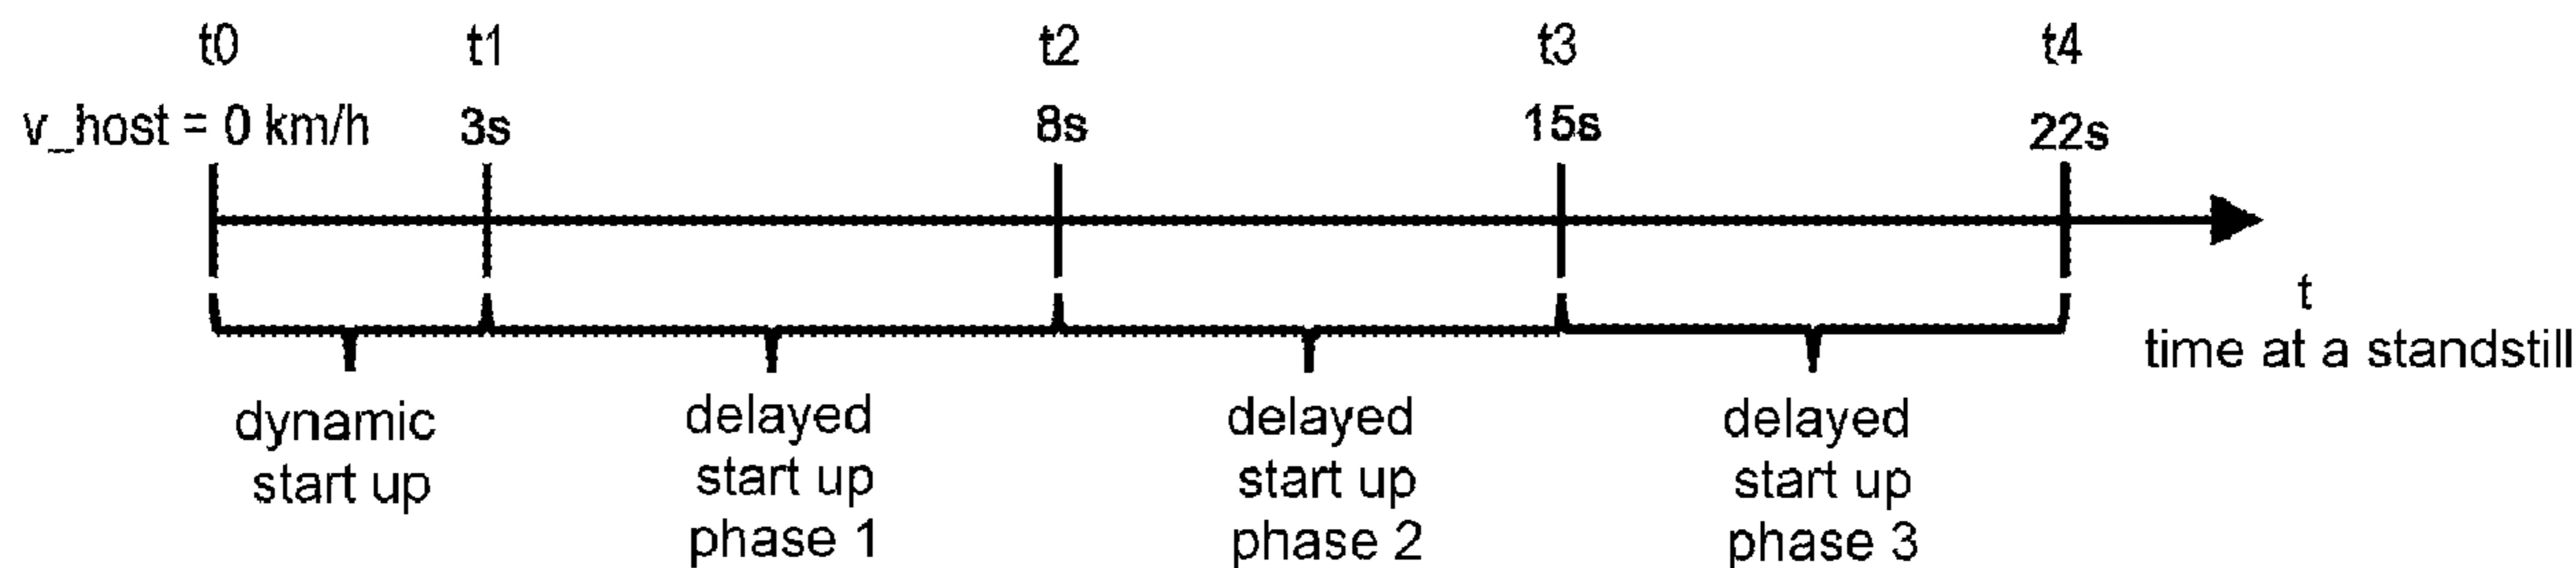 t0 t1 t2 t3 t4
v_host = 0 km/h 3s 8s 15s 22s
t
time at a standstill
dynamic
start up
delayed
start up
phase 1
delayed
start up
phase 2
delayed
start up
phase 3